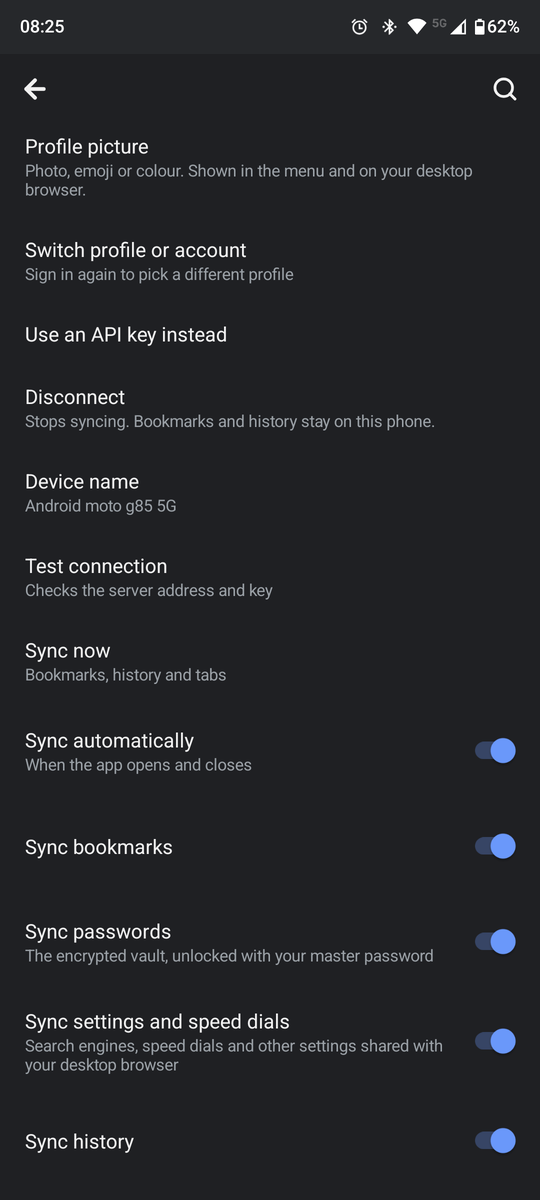 08:25
5G
62%
Profile picture
Photo, emoji or colour. Shown in the menu and on your desktop
browser.
Switch profile or account
Sign in again to pick a different profile
Use an API key instead
Disconnect
Stops syncing. Bookmarks and history stay on this phone.
Device name
Android moto g85 5G
Test connection
Checks the server address and key
Sync now
Bookmarks, history and tabs
Sync automatically
When the app opens and closes
Sync bookmarks
Sync passwords
The encrypted vault, unlocked with your master password
Sync settings and speed dials
Search engines, speed dials and other settings shared with
your desktop browser
Sync history